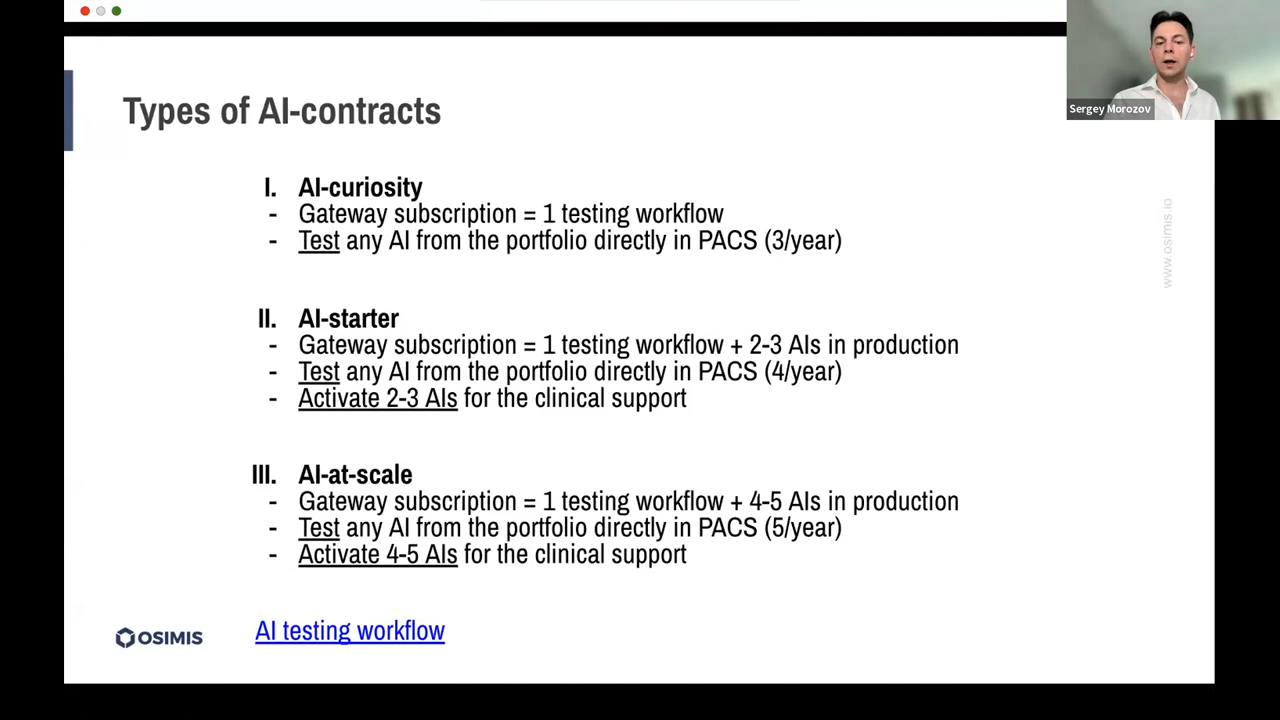 Types of AI-contracts
Sergey Morozov
I. AI-curiosity
- Gateway subscription = 1 testing workflow
- Test any AI from the portfolio directly in PACS (3/year)
II. AI-starter
- Gateway subscription = 1 testing workflow + 2-3 AIs in production
- Test any AI from the portfolio directly in PACS (4/year)
- Activate 2-3 AIs for the clinical support
III. AI-at-scale
- Gateway subscription = 1 testing workflow + 4-5 AIs in production
- Test any AI from the portfolio directly in PACS (5/year)
- Activate 4-5 AIs for the clinical support
www.osimis.io
OSIMIS
AI testing workflow